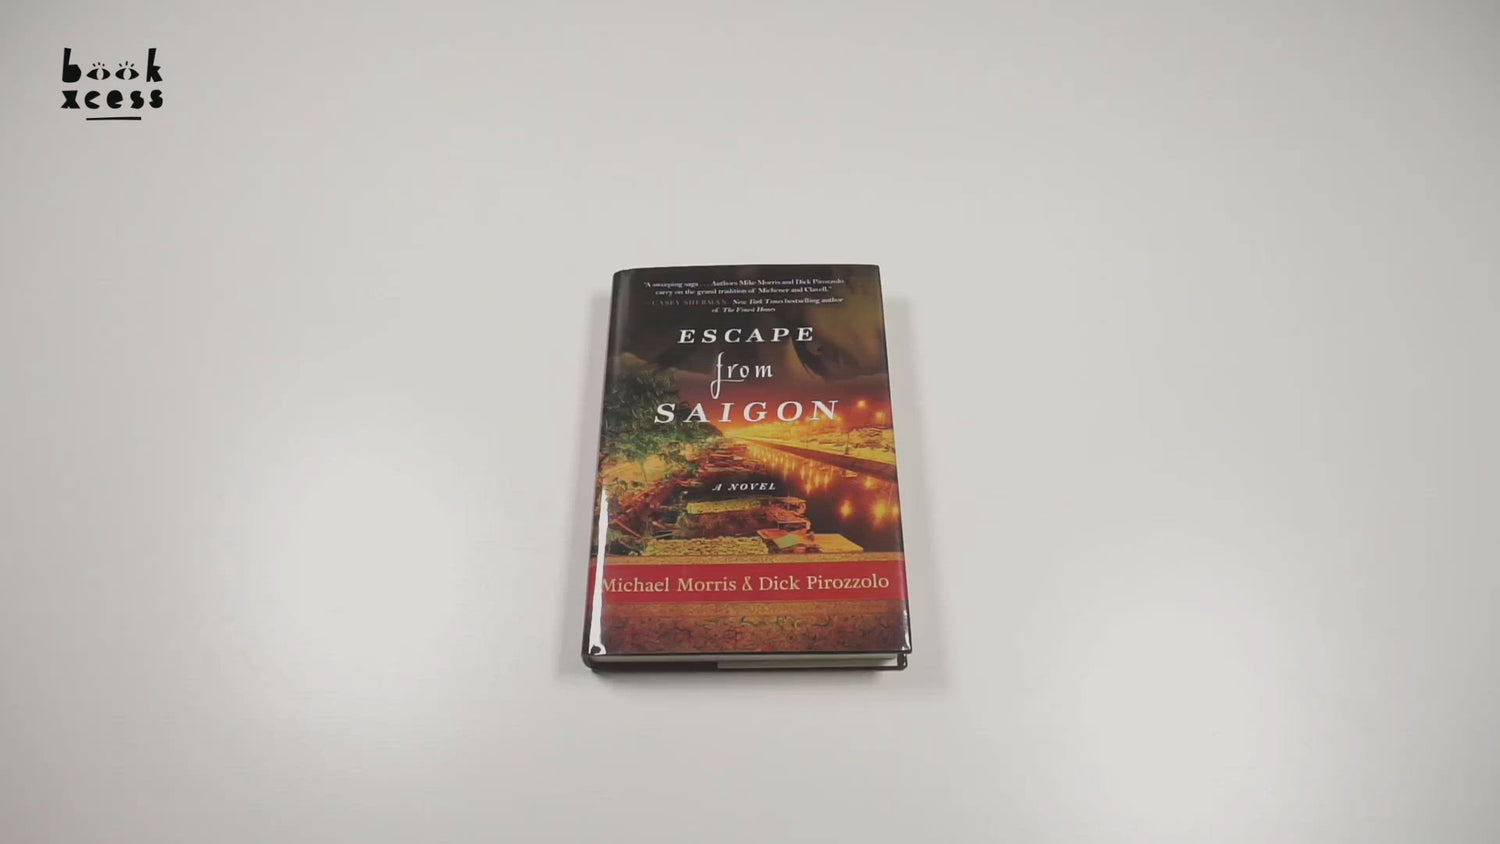 book
xcess
"A sweeping saga . . . Authors Mike Morris and Dick Pirozzolo
carry on the grand tradition of Michener and Clavell."
—CASEY SHERMAN, New York Times bestselling author
of The Finest Hours
ESCAPE
from
SAIGON
A NOVEL
Michael Morris & Dick Pirozzolo